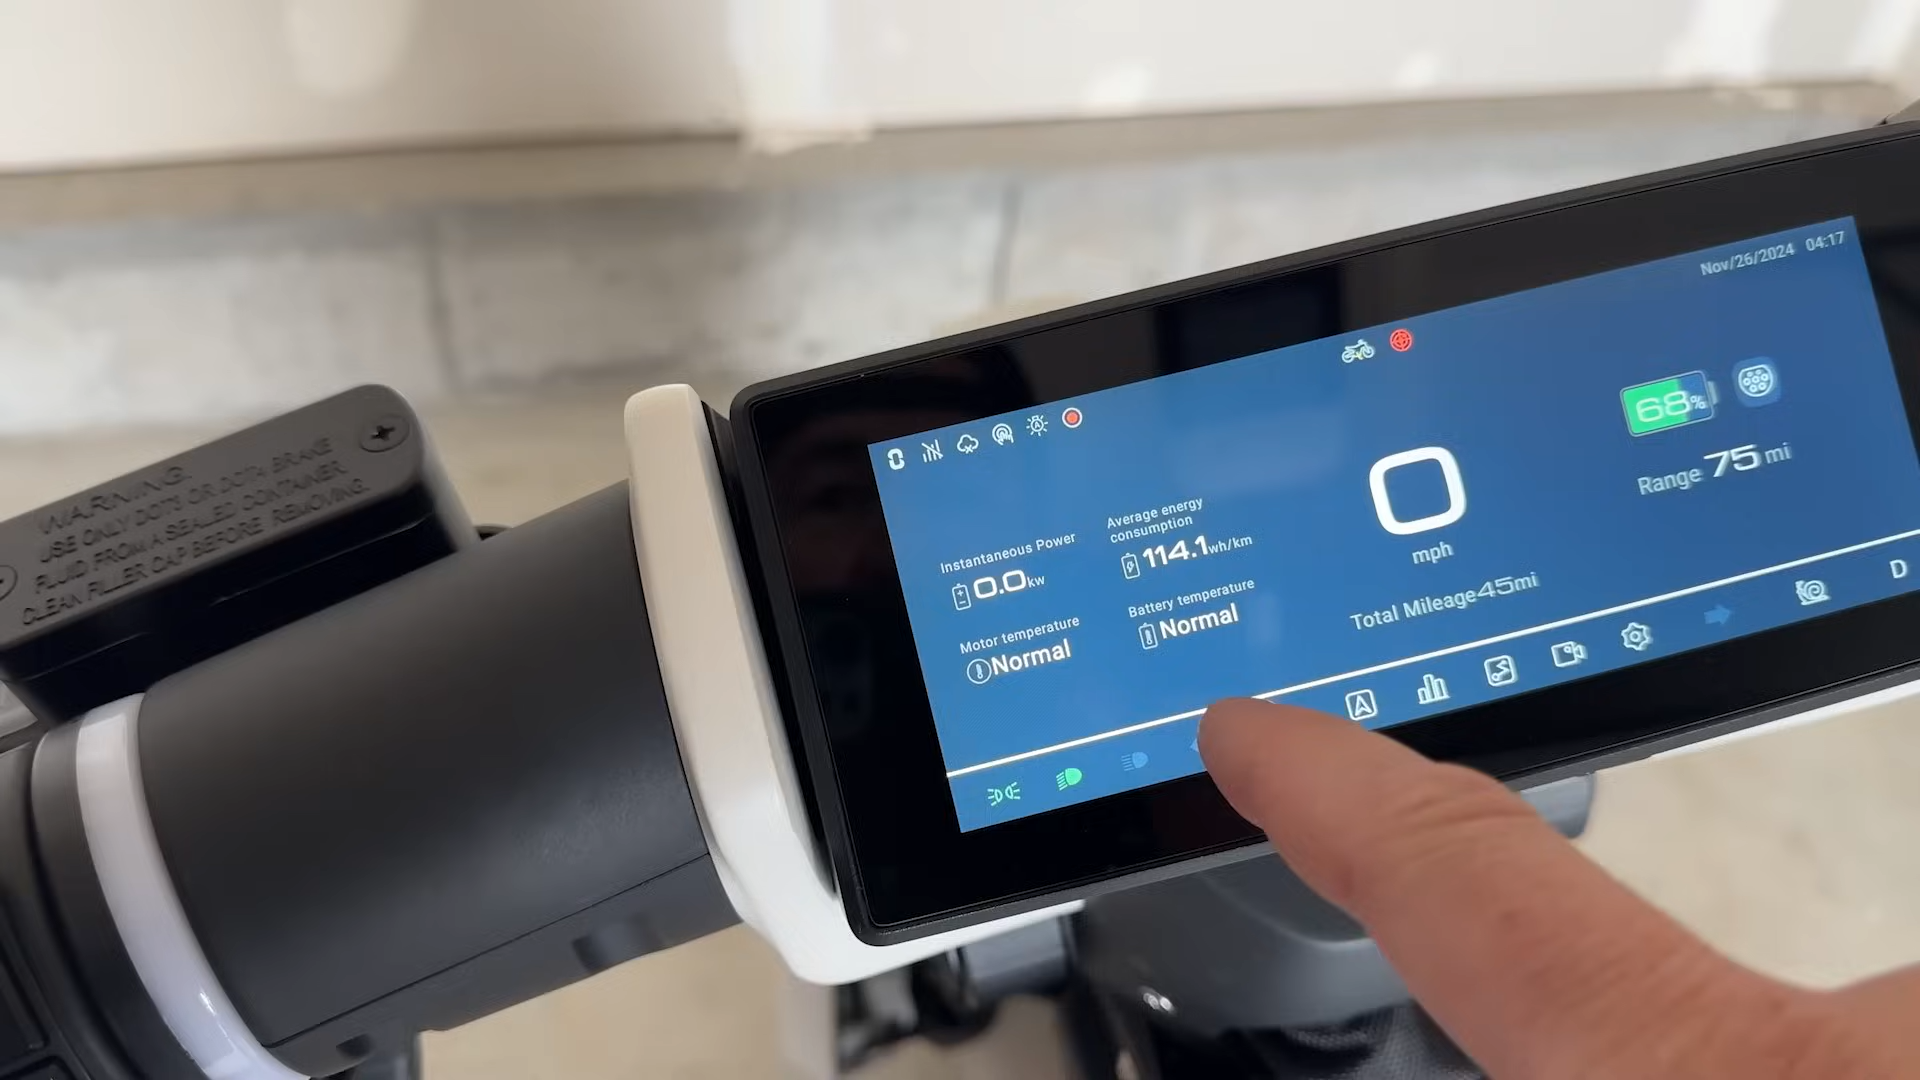 WARNING.
USE ONLY DOT3 OR DOT4 BRAKE
FLUID FROM A SEALED CONTAINER
CLEAN FILLER CAP BEFORE REMOVING.
Nov/26/2024 04:17
68%
Range 75 mi
0
mph
Total Mileage45mi
Instantaneous Power
0.0kw
Average energy
consumption
114.1wh/km
Motor temperature
Normal
Battery temperature
Normal
D